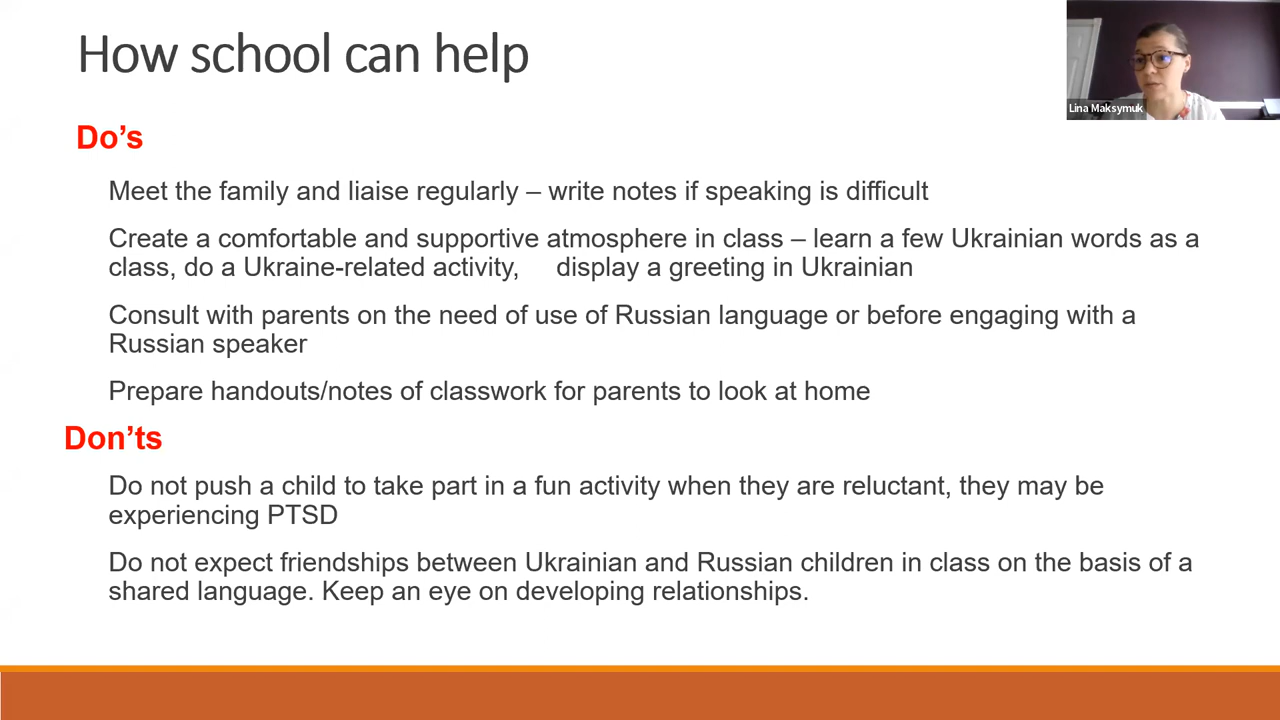 How school can help
Lina Maksymuk
Do’s
Meet the family and liaise regularly – write notes if speaking is difficult
Create a comfortable and supportive atmosphere in class – learn a few Ukrainian words as a
class, do a Ukraine-related activity, display a greeting in Ukrainian
Consult with parents on the need of use of Russian language or before engaging with a
Russian speaker
Prepare handouts/notes of classwork for parents to look at home
Don’ts
Do not push a child to take part in a fun activity when they are reluctant, they may be
experiencing PTSD
Do not expect friendships between Ukrainian and Russian children in class on the basis of a
shared language. Keep an eye on developing relationships.